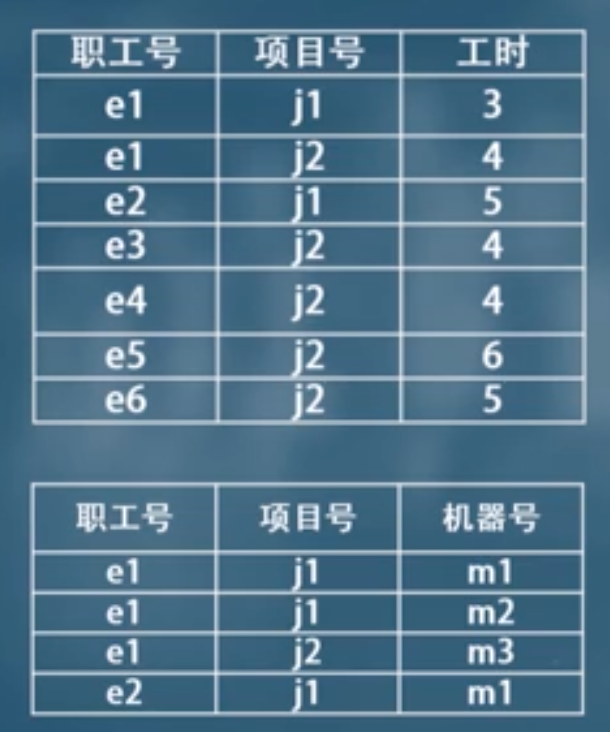 职工号 项目号 工时
e1 j1 3
e1 j2 4
e2 j1 5
e3 j2 4
e4 j2 4
e5 j2 6
e6 j2 5
职工号 项目号 机器号
e1 j1 m1
e1 j1 m2
e1 j2 m3
e2 j1 m1